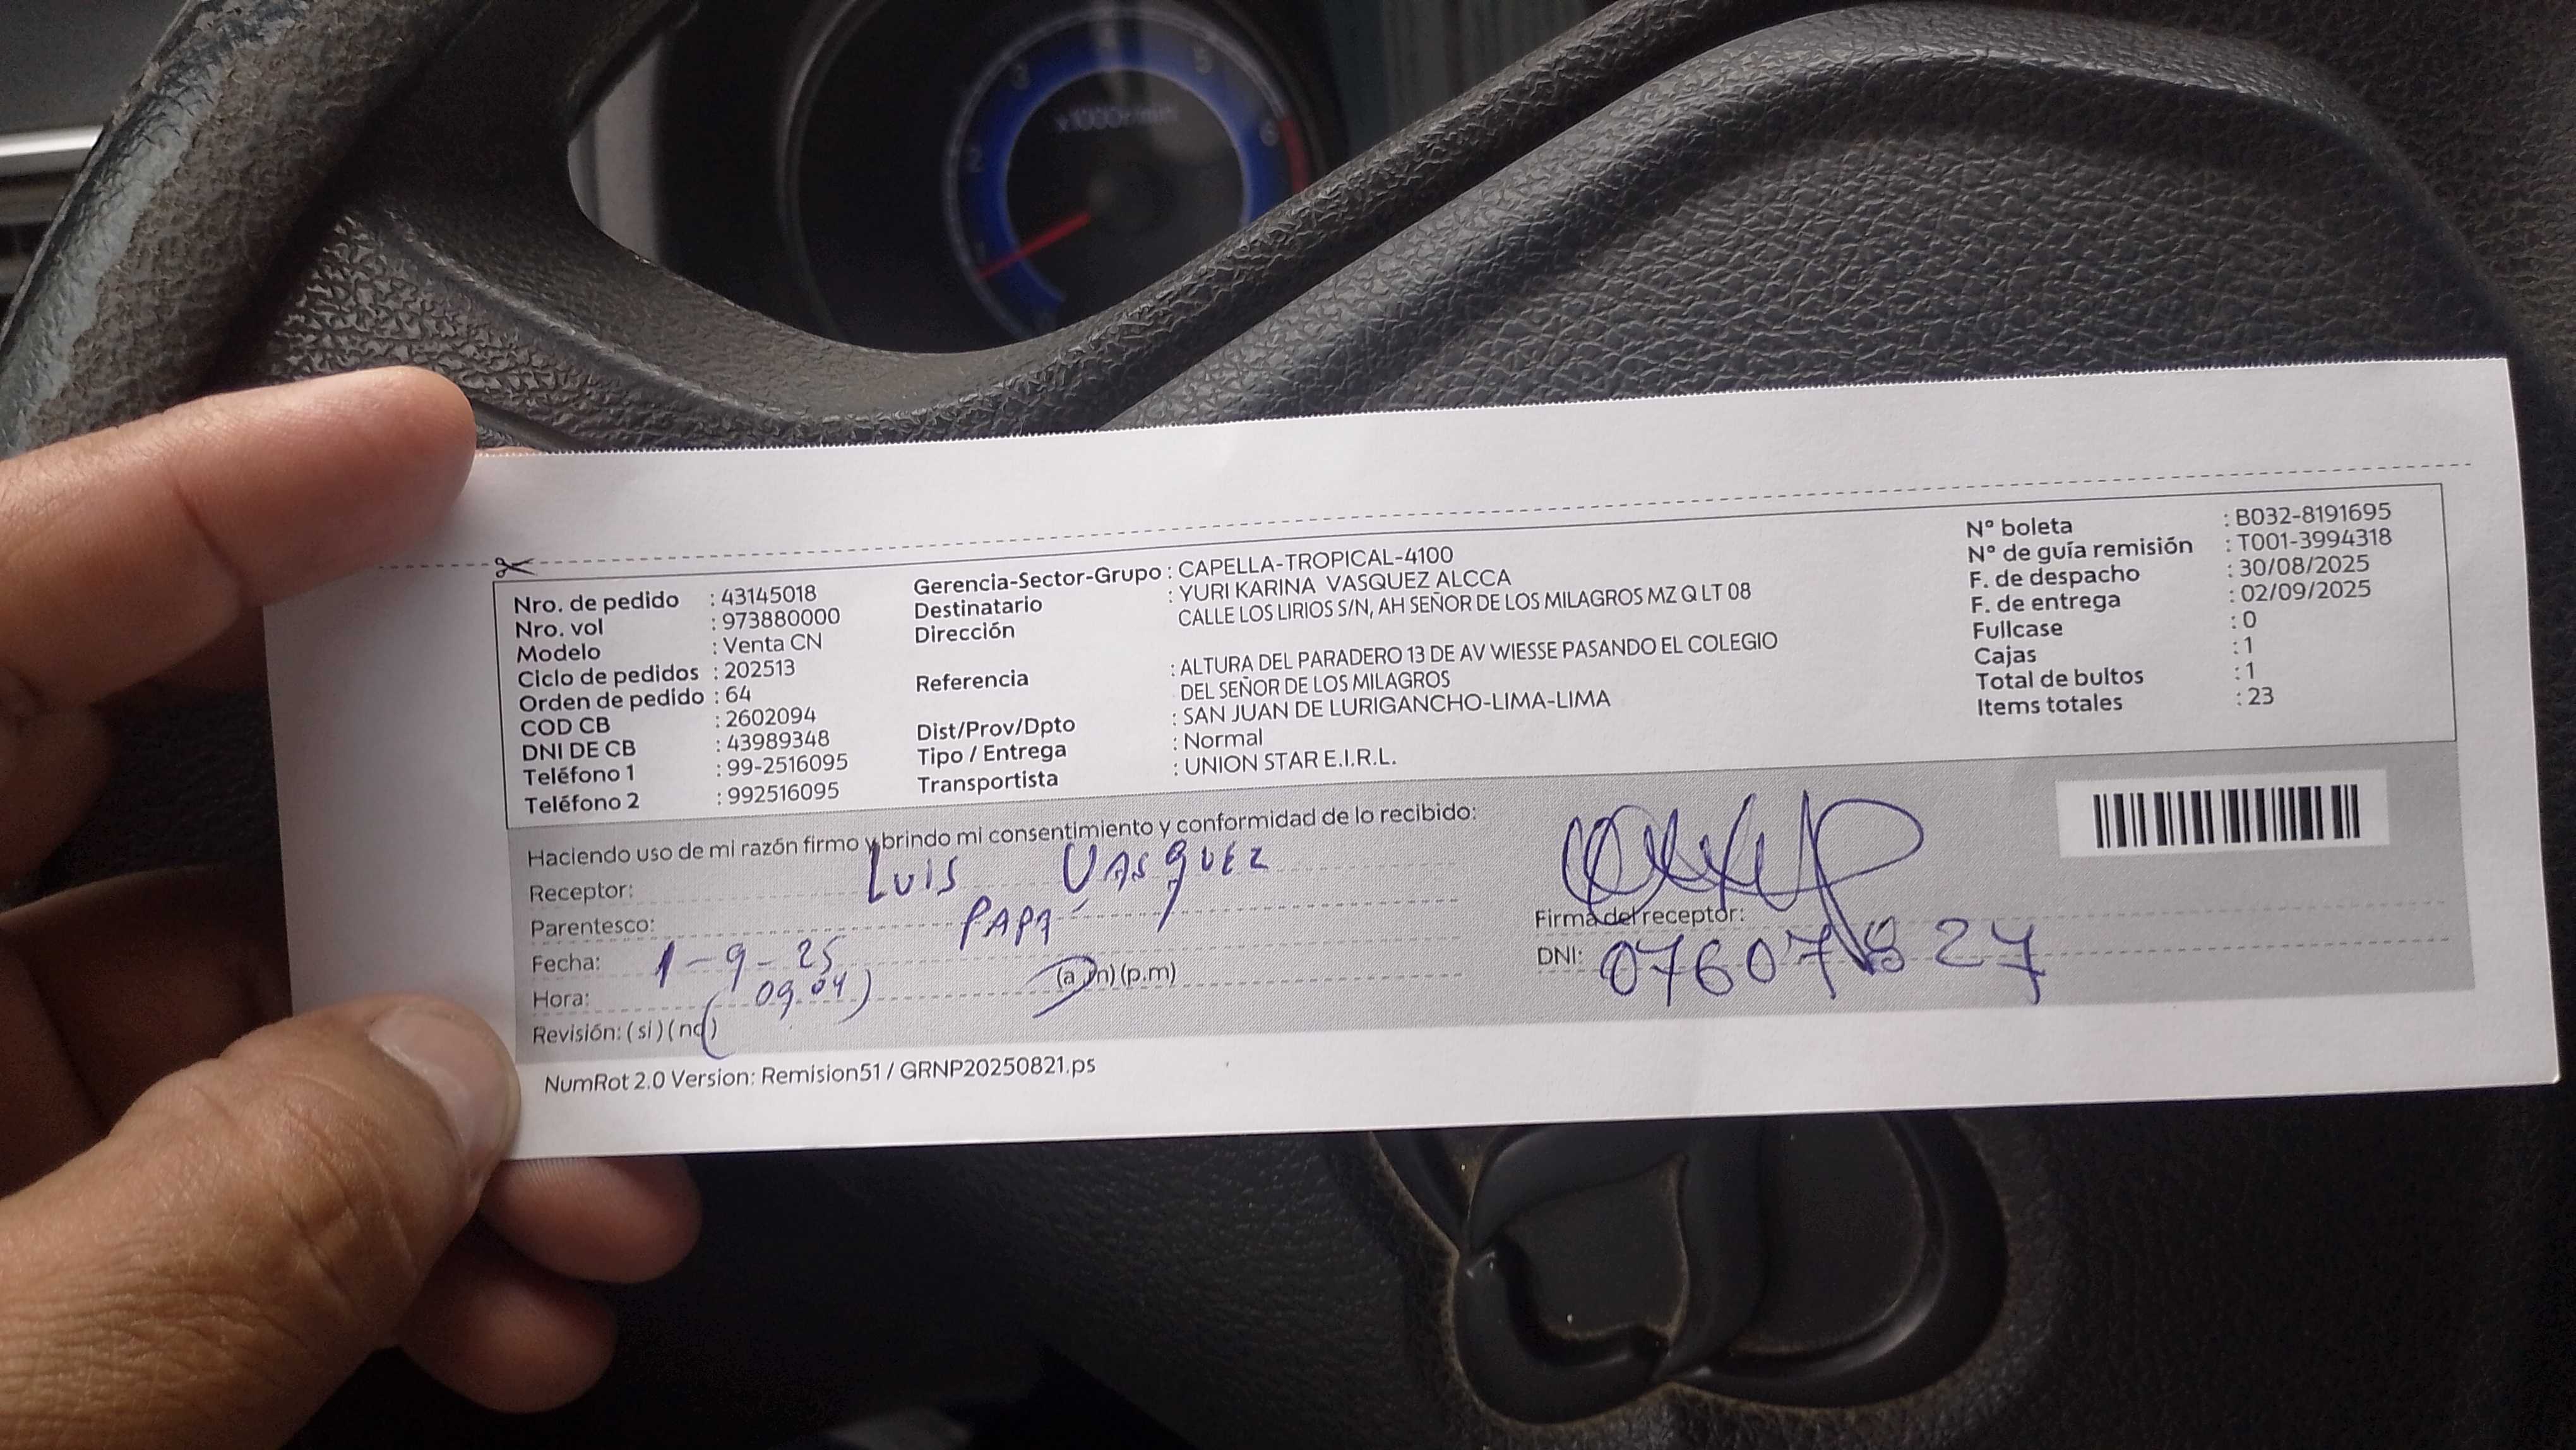 Nro. de pedido : 43145018
Nro. vol : 973880000
Modelo : Venta CN
Ciclo de pedidos : 202513
Orden de pedido : 64
COD CB : 2602094
DNI DE CB : 43989348
Teléfono 1 : 99-2516095
Teléfono 2 : 992516095
Gerencia-Sector-Grupo : CAPELLA-TROPICAL-4100
Destinatario : YURI KARINA VASQUEZ ALCCA
Dirección CALLE LOS LIRIOS S/N, AH SEÑOR DE LOS MILAGROS MZ Q LT 08
Referencia : ALTURA DEL PARADERO 13 DE AV WIESSE PASANDO EL COLEGIO
DEL SEÑOR DE LOS MILAGROS
Dist/Prov/Dpto : SAN JUAN DE LURIGANCHO-LIMA-LIMA
Tipo / Entrega : Normal
Transportista : UNION STAR E.I.R.L.
N° boleta : B032-8191695
N° de guía remisión : T001-3994318
F. de despacho : 30/08/2025
F. de entrega : 02/09/2025
Fullcase : 0
Cajas : 1
Total de bultos : 1
Items totales : 23
Haciendo uso de mi razón firmo y brindo mi consentimiento y conformidad de lo recibido:
Receptor: LUIS VASQUEZ
Parentesco: PAPÁ
Fecha: 1-9-25
Hora: (09.04) (a.m) (p.m)
Revisión: (si) (no)
Firma del receptor:
DNI: 07607827
NumRot 2.0 Version: Remision51 / GRNP20250821.ps
2
3
4
5
6